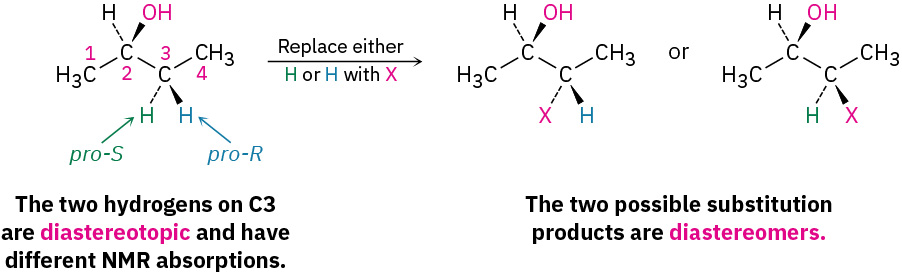 H OH
1 C 3 CH₃
H₃C 2 C 4
H H
pro-S pro-R
Replace either
H or H with X
H OH
C CH₃
H₃C C
X H
or
H OH
C CH₃
H₃C C
H X
The two hydrogens on C3
are diastereotopic and have
different NMR absorptions.
The two possible substitution
products are diastereomers.